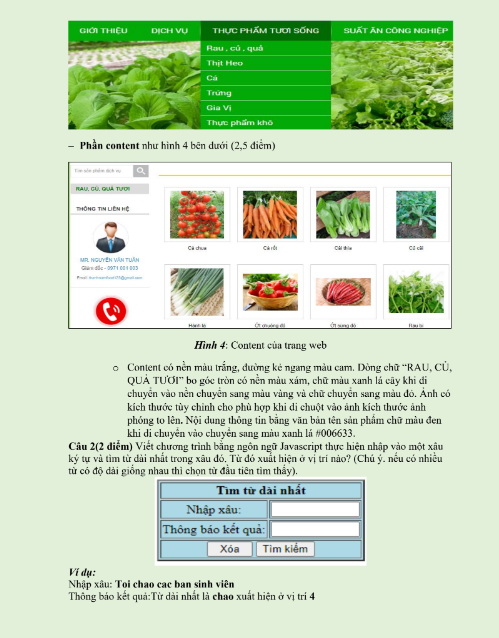 GIỚI THIỆU DỊCH VỤ THỰC PHẨM TƯƠI SỐNG SUẤT ĂN CÔNG NGHIỆP
Rau , củ , quả
Thịt Heo
Cá
Trứng
Gia Vị
Thực phẩm khô
– Phần content như hình 4 bên dưới (2,5 điểm)
Tìm sản phẩm dịch vụ
RAU, CỦ, QUẢ TƯƠI
THÔNG TIN LIÊN HỆ
MR. NGUYỄN VĂN TUẤN
Giám đốc - 0971 001 003
Cà chua Cà rốt Cải thìa Củ cải
Hành lá Ớt chuông đỏ Ớt sừng đỏ Rau bí
Hình 4: Content của trang web
o Content có nền màu trắng, đường kẻ ngang màu cam. Dòng chữ “RAU, CỦ,
QUẢ TƯƠI” bo góc tròn có nền màu xám, chữ màu xanh lá cây khi di
chuyển vào nền chuyển sang màu vàng và chữ chuyển sang màu đỏ. Ảnh có
kích thước tùy chỉnh cho phù hợp khi di chuột vào ảnh kích thước ảnh
phóng to lên. Nội dung thông tin bằng văn bản tên sản phẩm chữ màu đen
khi di chuyển vào chuyển sang màu xanh lá #006633.
Câu 2(2 điểm) Viết chương trình bằng ngôn ngữ Javascript thực hiện nhập vào một xâu
ký tự và tìm từ dài nhất trong xâu đó. Từ đó xuất hiện ở vị trí nào? (Chú ý. nếu có nhiều
từ có độ dài giống nhau thì chọn từ đầu tiên tìm thấy).
Tìm từ dài nhất
Nhập xâu:
Thông báo kết quả:
Xóa Tìm kiếm
Ví dụ:
Nhập xâu: Toi chao cac ban sinh viên
Thông báo kết quả:Từ dài nhất là chao xuất hiện ở vị trí 4